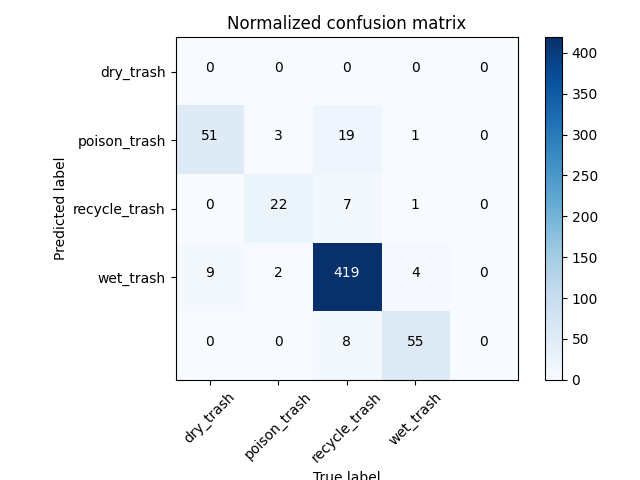 Normalized confusion matrix
Predicted label
dry_trash 0 0 0 0 0
poison_trash 51 3 19 1 0
recycle_trash 0 22 7 1 0
wet_trash 9 2 419 4 0
0 0 8 55 0
dry_trash poison_trash recycle_trash wet_trash
True label
400
350
300
250
200
150
100
50
0